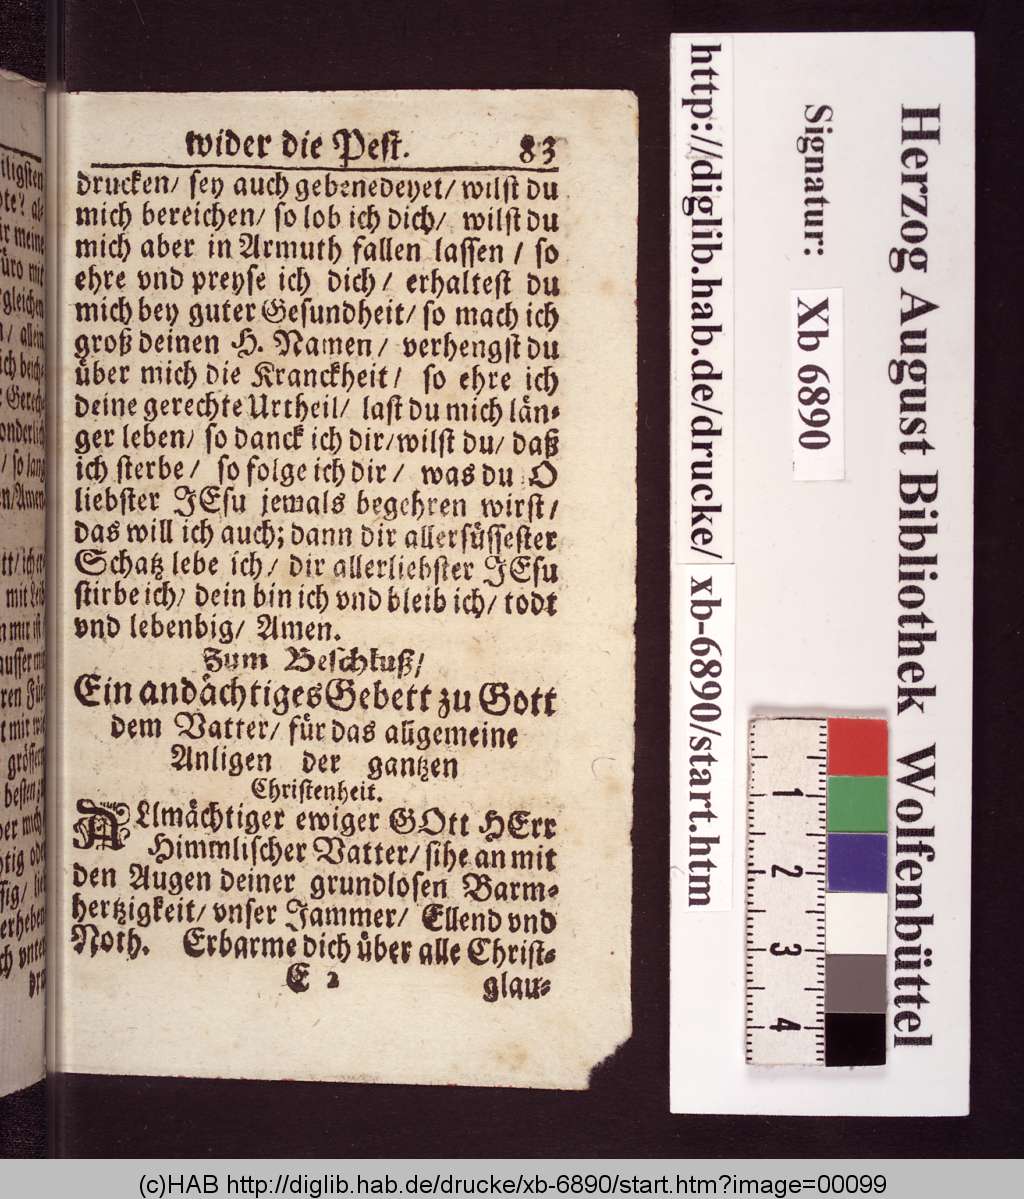 wider die Pest. 83
drucken/ sey auch gebenedeyet/ wilst du
mich bereichen/ so lob ich dich/ wilst du
mich aber in Armuth fallen lassen / so
ehre vnd preyse ich dich/ erhaltest du
mich bey guter Gesundheit/ so mach ich
groß deinen H. Namen/ verhengst du
über mich die Kranckheit/ so ehre ich
deine gerechte Urtheil/ last du mich län-
ger leben/ so danck ich dir/wilst du/ daß
ich sterbe/ so folge ich dir/ was du O
liebster JEsu jemals begehren wirst/
das will ich auch; dann dir allersüssester
Schatz lebe ich/ dir allerliebster JEsu
stirbe ich/ dein bin ich vnd bleib ich/ todt
vnd lebenbig/ Amen.
Zum Beschluß/
Ein andächtiges Gebett zu Gott
dem Vatter/ für das allgemeine
Anligen der gantzen
Christenheit.
ALlmächtiger ewiger GOtt HErr
Himmlischer Vatter/ sihe an mit
den Augen deiner grundlosen Barm-
hertzigkeit/ vnser Jammer/ Ellend vnd
Noth. Erbarme dich über alle Christ-
E 2 glau-
Herzog August Bibliothek Wolfenbüttel
Signatur: Xb 6890
http://diglib.hab.de/drucke/ xb-6890/start.htm
1
2
3
4
(c)HAB http://diglib.hab.de/drucke/xb-6890/start.htm?image=00099